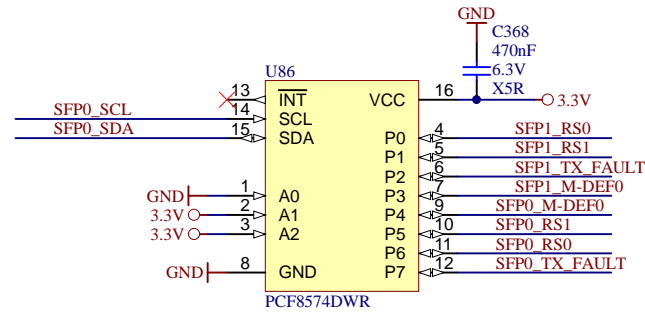 GND
C368
470nF
6.3V
X5R
U86
13 INT VCC 16 3.3V
SFP0_SCL 14 SCL
SFP0_SDA 15 SDA P0 4 SFP1_RS0
P1 5 SFP1_RS1
P2 6 SFP1_TX_FAULT
GND 1 A0 P3 7 SFP1_M-DEF0
3.3V 2 A1 P4 9 SFP0_M-DEF0
3.3V 3 A2 P5 10 SFP0_RS1
P6 11 SFP0_RS0
GND 8 GND P7 12 SFP0_TX_FAULT
PCF8574DWR